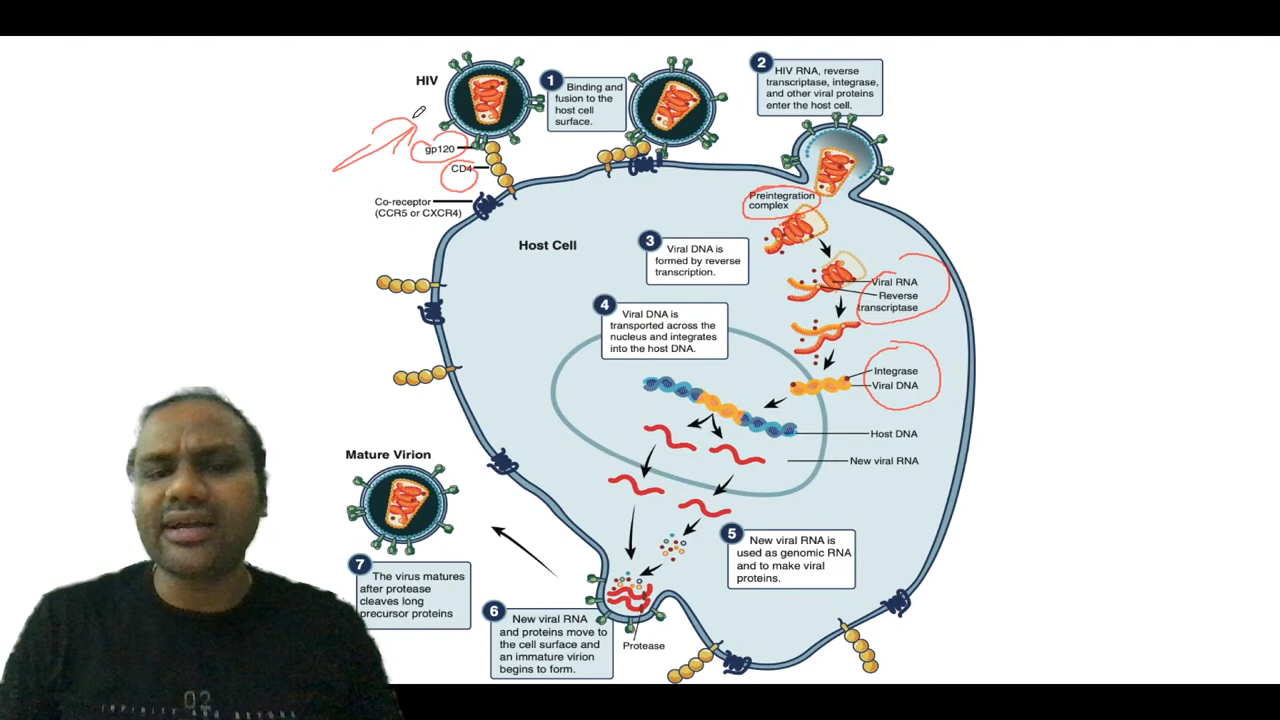 HIV
gp120
CD4
Co-receptor
(CCR5 or CXCR4)
1
Binding and
fusion to the
host cell
surface.
2
HIV RNA, reverse
transcriptase, integrase,
and other viral proteins
enter the host cell.
Preintegration
complex
Host Cell
3
Viral DNA is
formed by reverse
transcription.
Viral RNA
Reverse
transcriptase
4
Viral DNA is
transported across the
nucleus and integrates
into the host DNA.
Integrase
Viral DNA
Host DNA
New viral RNA
Mature Virion
5
New viral RNA is
used as genomic RNA
and to make viral
proteins.
7
The virus matures
after protease
cleaves long
precursor proteins
6
New viral RNA
and proteins move to
the cell surface and
an immature virion
begins to form.
Protease
02
INFINITE AND BEYOND